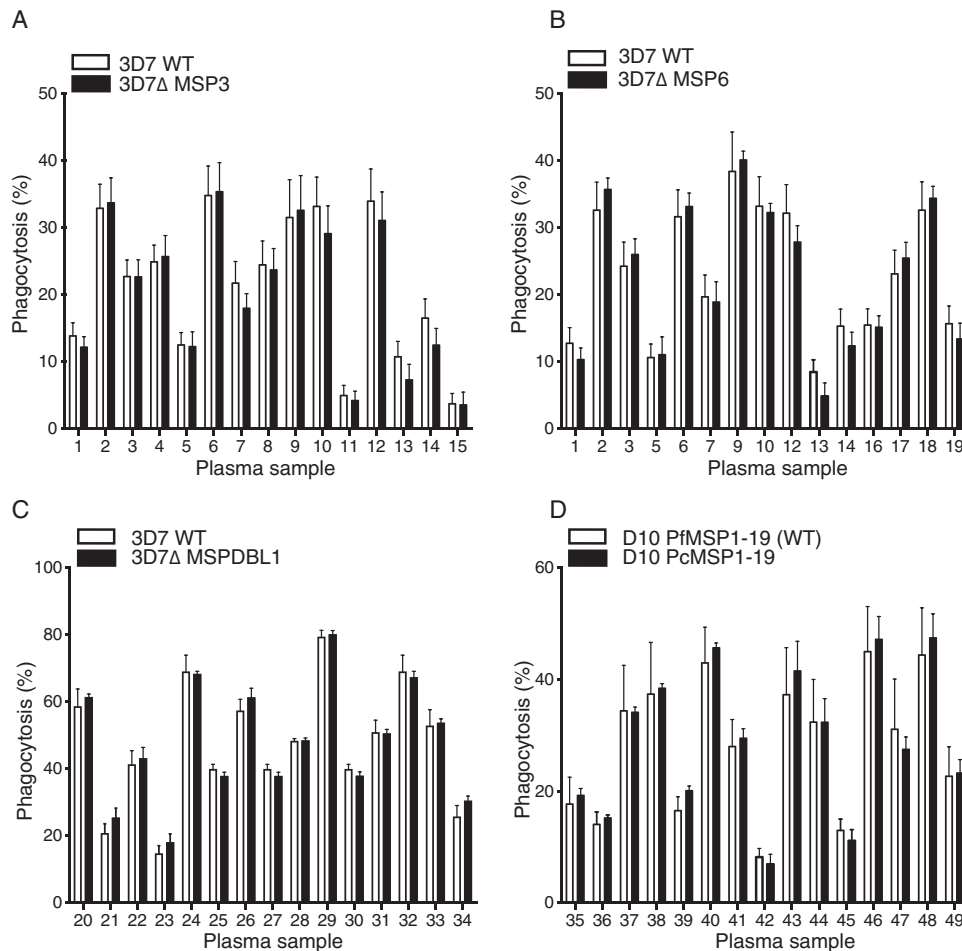 A
3D7 WT
3D7Δ MSP3
50
40
30
20
10
0
Phagocytosis (%)
1 2 3 4 5 6 7 8 9 10 11 12 13 14 15
Plasma sample
B
3D7 WT
3D7Δ MSP6
50
40
30
20
10
0
Phagocytosis (%)
1 2 3 5 6 7 9 10 12 13 14 16 17 18 19
Plasma sample
C
3D7 WT
3D7Δ MSPDBL1
100
80
60
40
20
0
Phagocytosis (%)
20 21 22 23 24 25 26 27 28 29 30 31 32 33 34
Plasma sample
D
D10 PfMSP1-19 (WT)
D10 PcMSP1-19
60
40
20
0
Phagocytosis (%)
35 36 37 38 39 40 41 42 43 44 45 46 47 48 49
Plasma sample